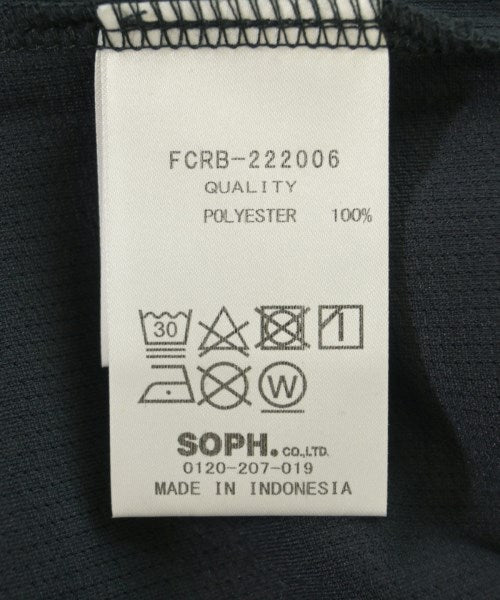 FCRB-222006
QUALITY
POLYESTER 100%
30
W
SOPH. CO.,LTD.
0120-207-019
MADE IN INDONESIA